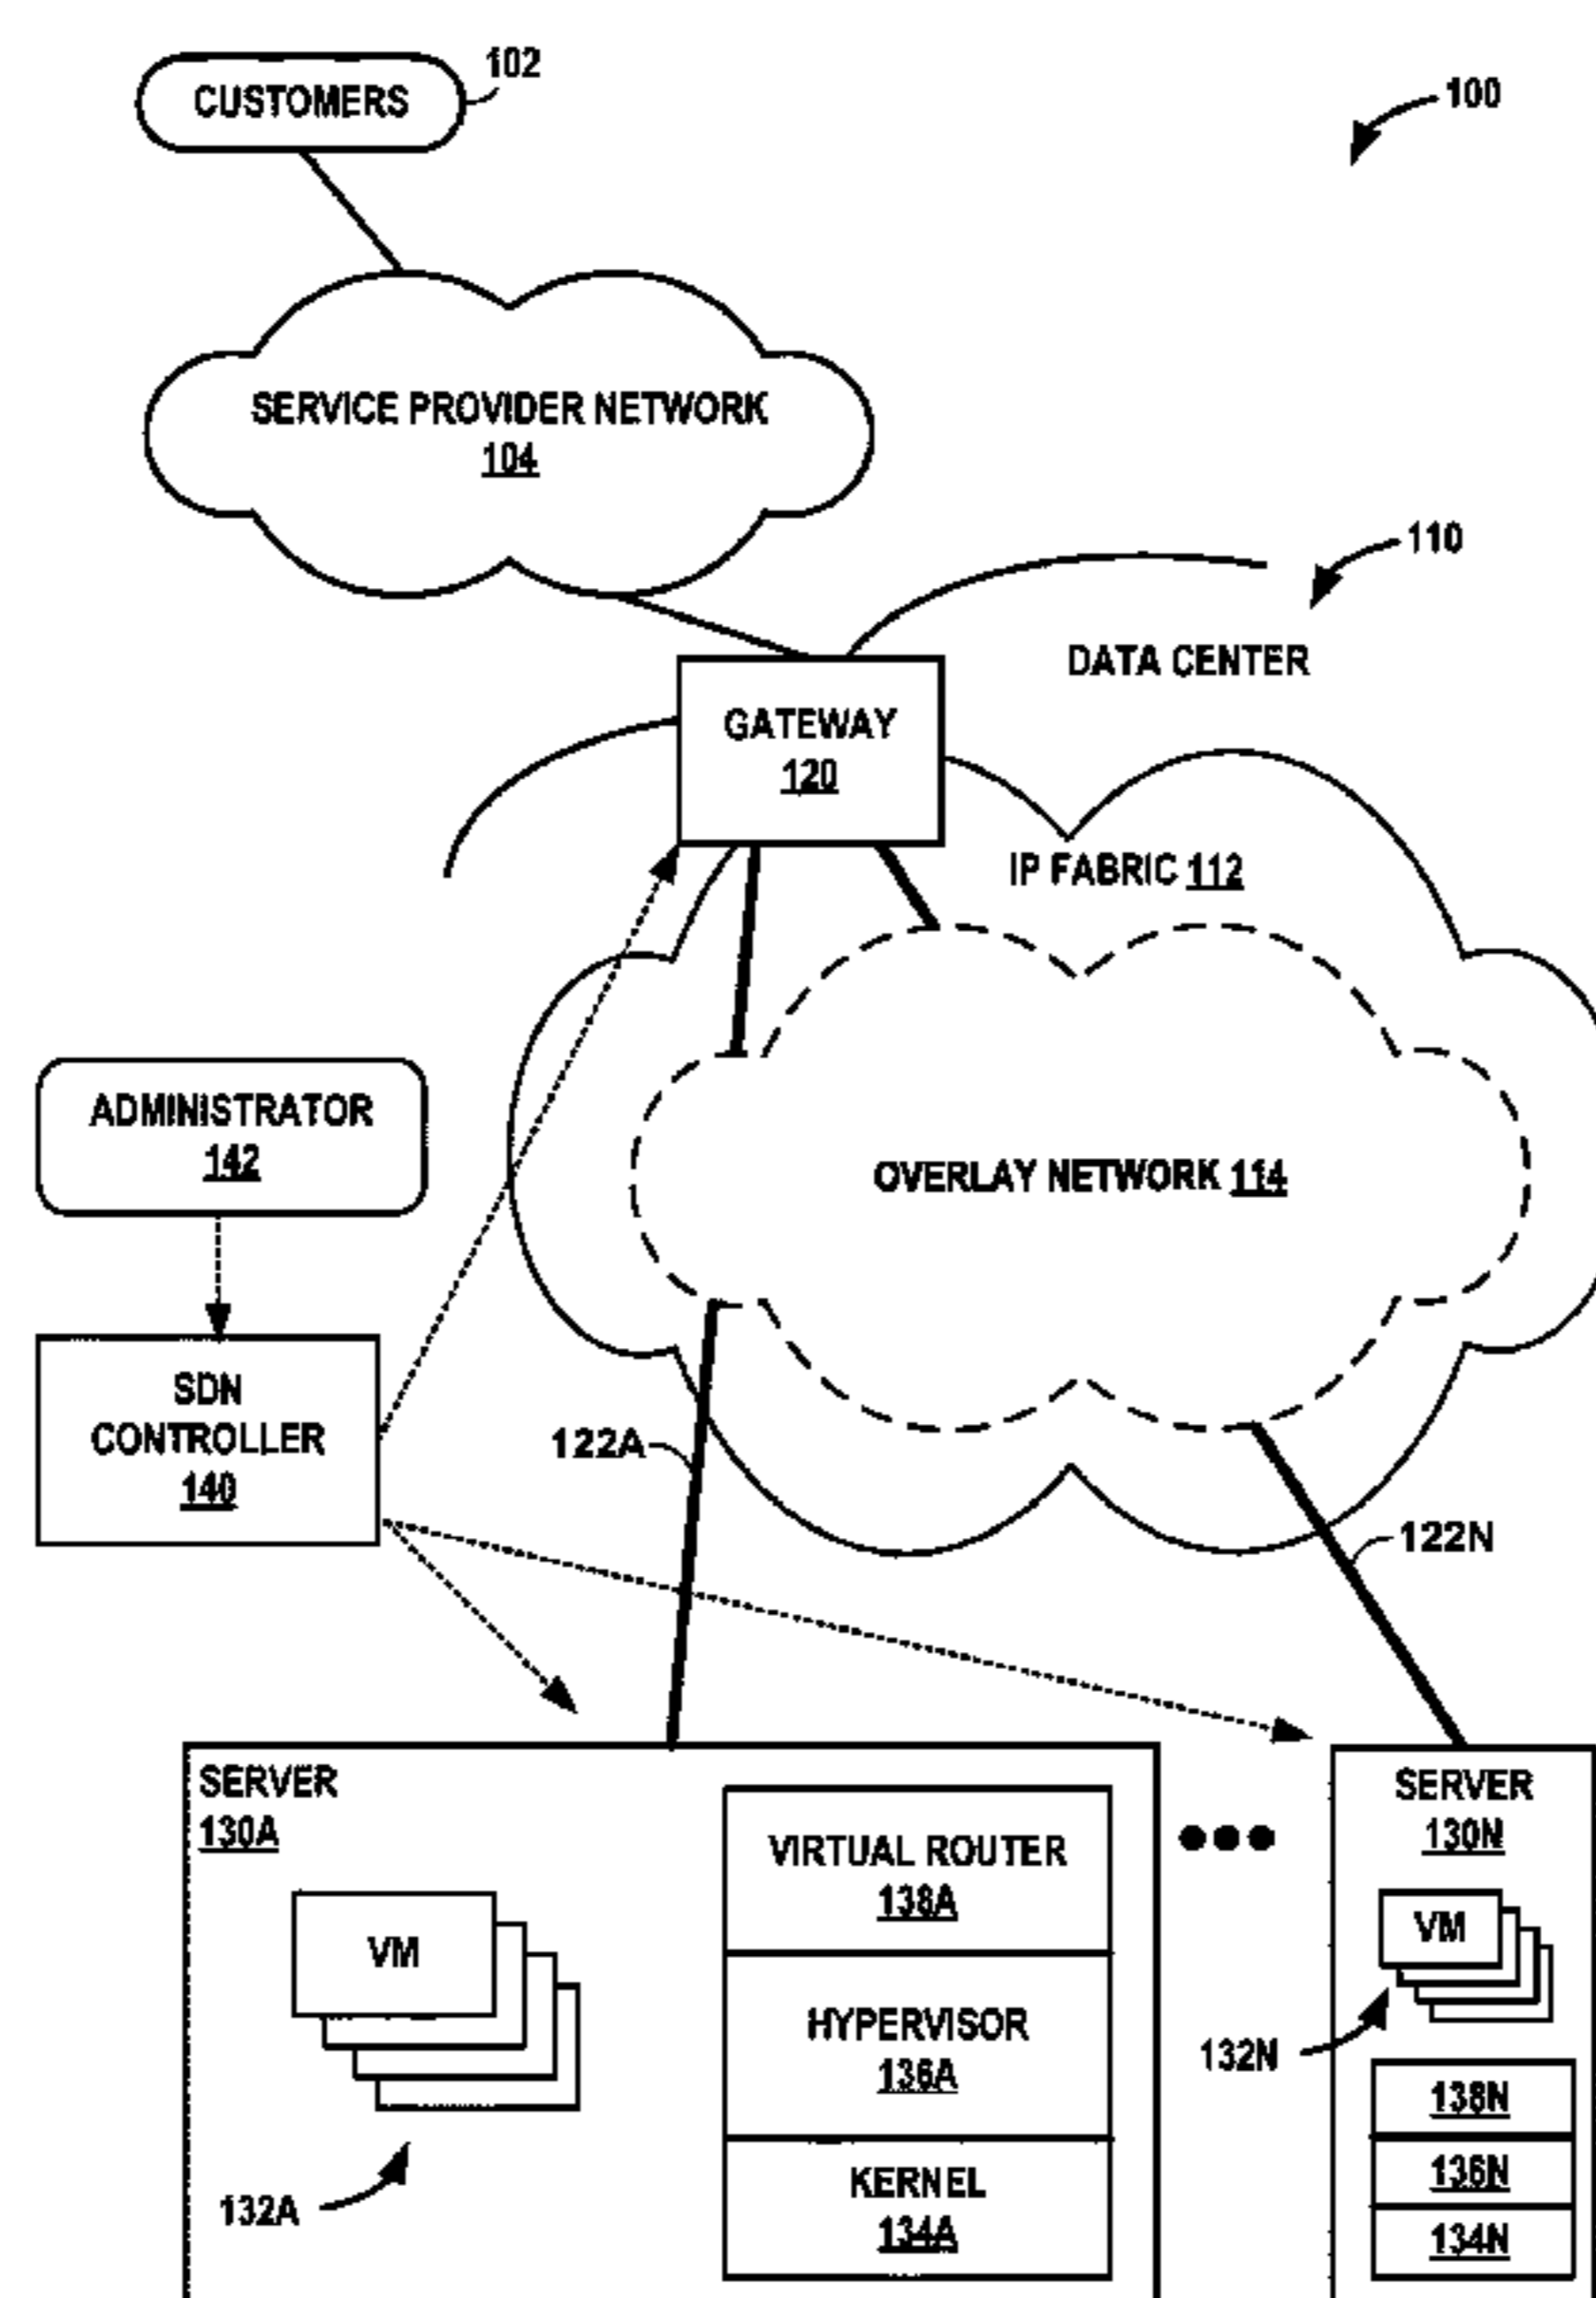 CUSTOMERS
102
100
SERVICE PROVIDER NETWORK
104
110
DATA CENTER
GATEWAY
120
IP FABRIC 112
ADMINISTRATOR
142
OVERLAY NETWORK 114
SDN
CONTROLLER
140
122A
122N
SERVER
130A
VM
132A
VIRTUAL ROUTER
138A
HYPERVISOR
136A
KERNEL
134A
SERVER
130N
VM
132N
138N
136N
134N